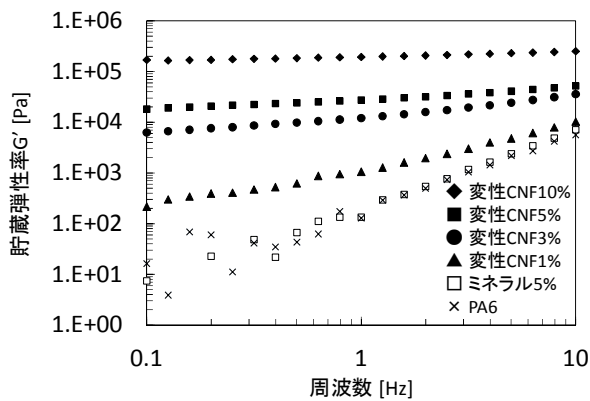 1.E+06
1.E+05
1.E+04
1.E+03
1.E+02
1.E+01
1.E+00
貯蔵弾性率G' [Pa]
変性CNF10%
変性CNF5%
変性CNF3%
変性CNF1%
ミネラル5%
PA6
0.1
1
10
周波数 [Hz]